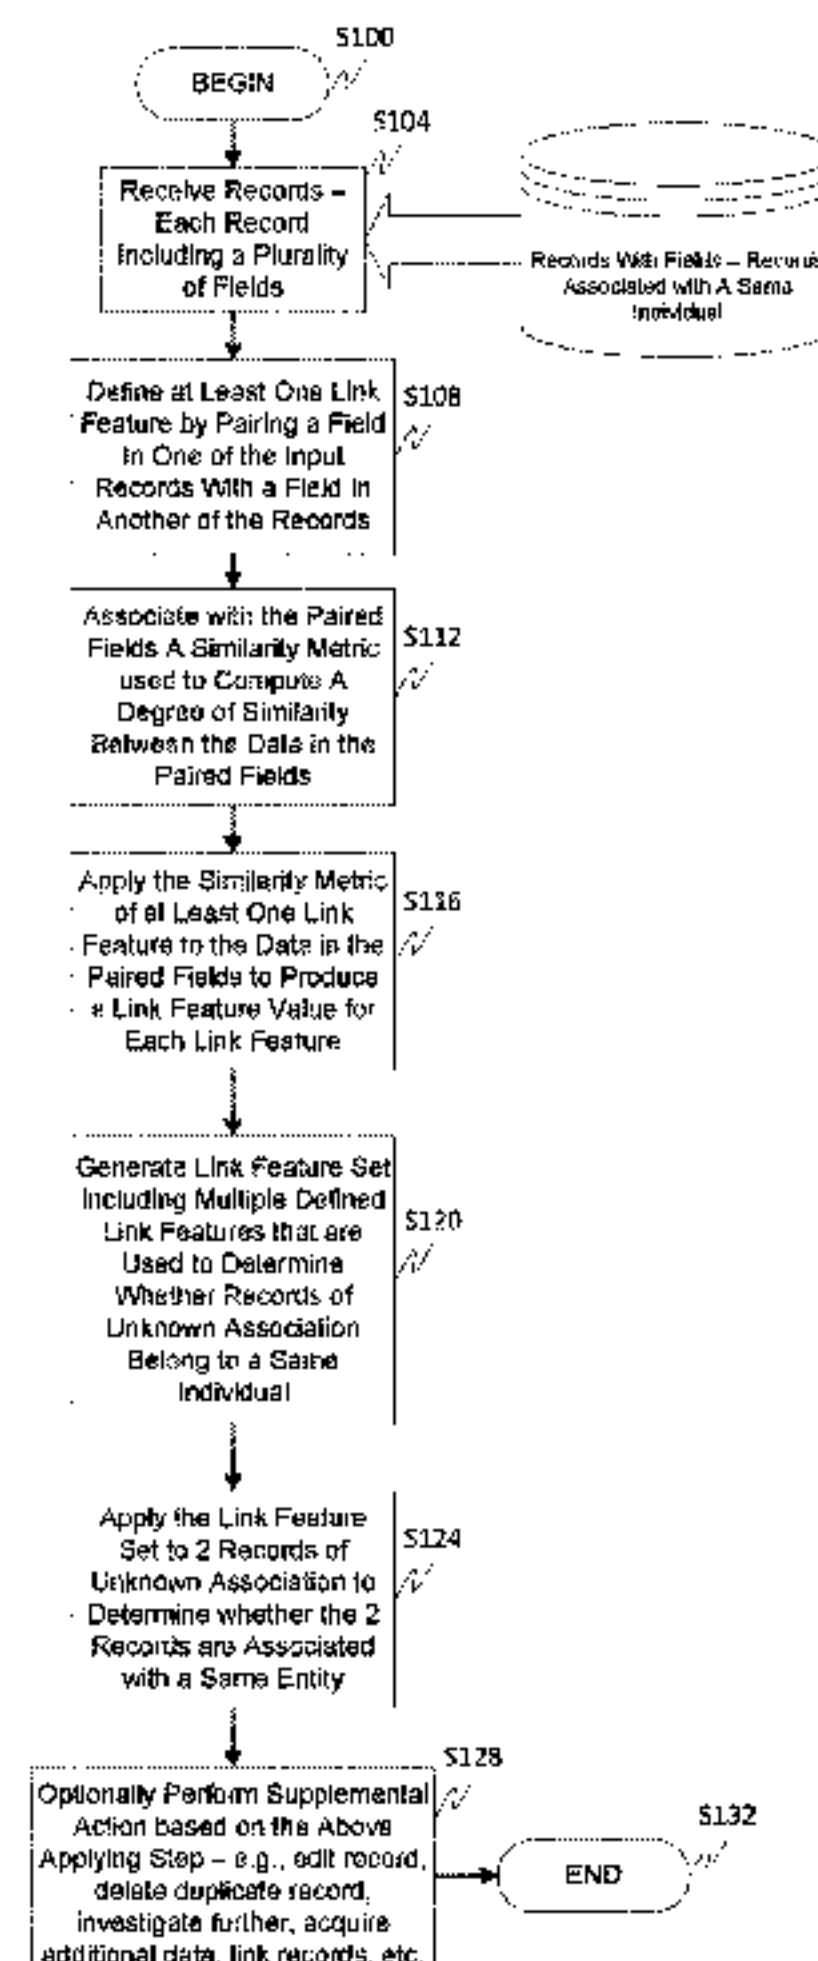 S100
BEGIN
S104
Receive Records –
Each Record
Including a Plurality
of Fields
Records With Fields – Records
Associated with A Same
Individual
Define at Least One Link
Feature by Pairing a Field
in One of the Input
Records With a Field in
Another of the Records
S108
Associate with the Paired
Fields A Similarity Metric
used to Compute A
Degree of Similarity
Between the Data in the
Paired Fields
S112
Apply the Similarity Metric
of at Least One Link
Feature to the Data in the
Paired Fields to Produce
a Link Feature Value for
Each Link Feature
S116
Generate Link Feature Set
Including Multiple Defined
Link Features that are
Used to Determine
Whether Records of
Unknown Association
Belong to a Same
Individual
S120
Apply the Link Feature
Set to 2 Records of
Unknown Association to
Determine whether the 2
Records are Associated
with a Same Entity
S124
S128
Optionally Perform Supplemental
Action based on the Above
Applying Step – e.g., edit record,
delete duplicate record,
investigate further, acquire
additional data, link records, etc.
S132
END